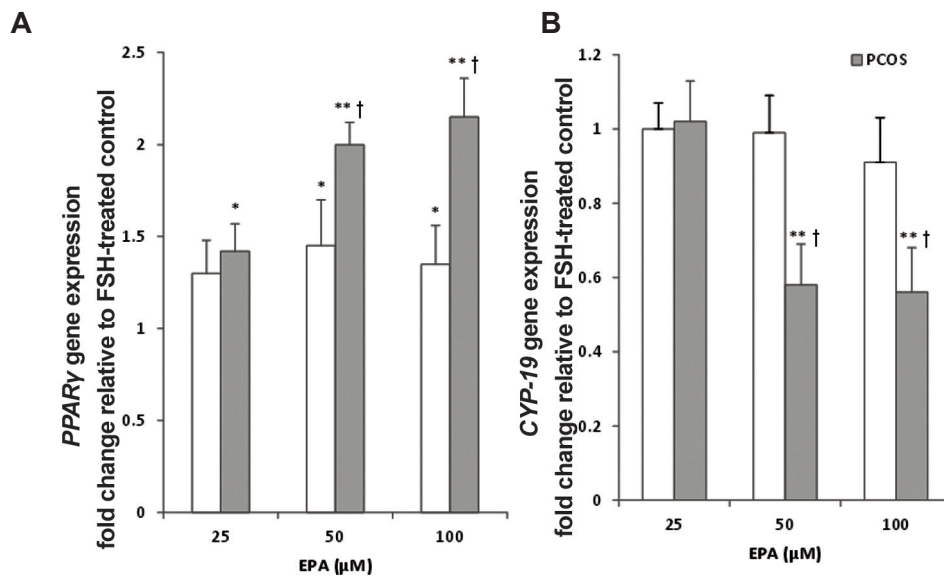 A
PPARγ gene expression
fold change relative to FSH-treated control
2.5
2
1.5
1
0.5
0
*
*
** †
*
** †
25 50 100
EPA (μM)
B
CYP-19 gene expression
fold change relative to FSH-treated control
1.2
1
0.8
0.6
0.4
0.2
0
PCOS
** †
** †
25 50 100
EPA (μM)